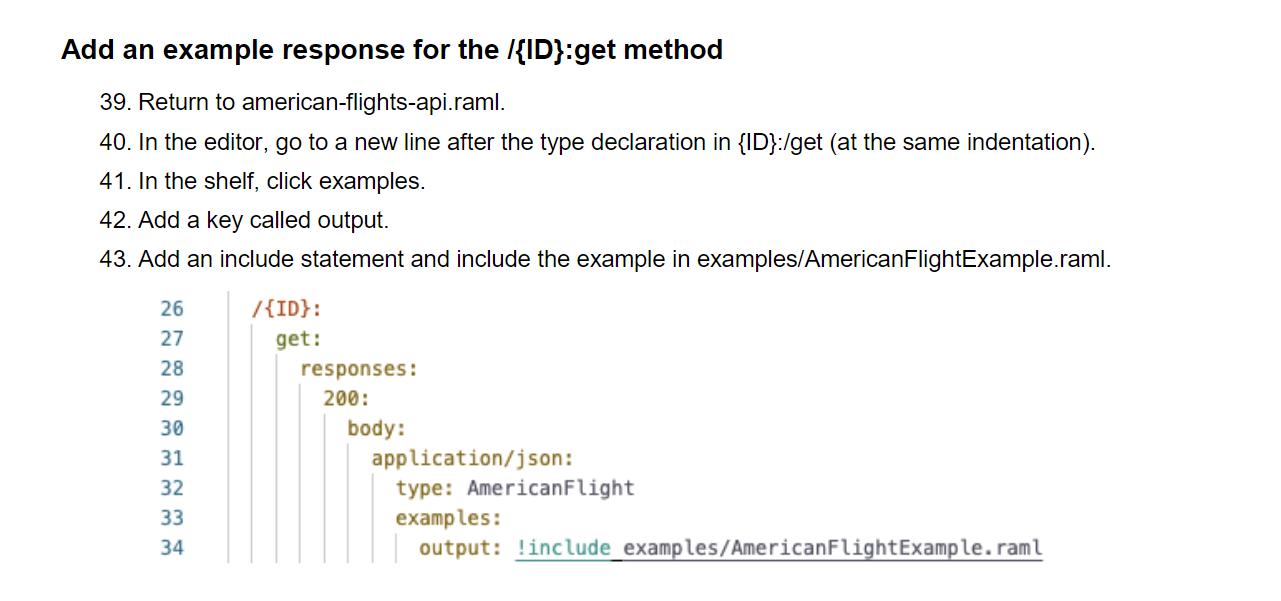 Add an example response for the /{ID}:get method
39. Return to american-flights-api.raml.
40. In the editor, go to a new line after the type declaration in {ID}:/get (at the same indentation).
41. In the shelf, click examples.
42. Add a key called output.
43. Add an include statement and include the example in examples/AmericanFlightExample.raml.
26 /{ID}:
27 get:
28 responses:
29 200:
30 body:
31 application/json:
32 type: AmericanFlight
33 examples:
34 output: !include examples/AmericanFlightExample.raml